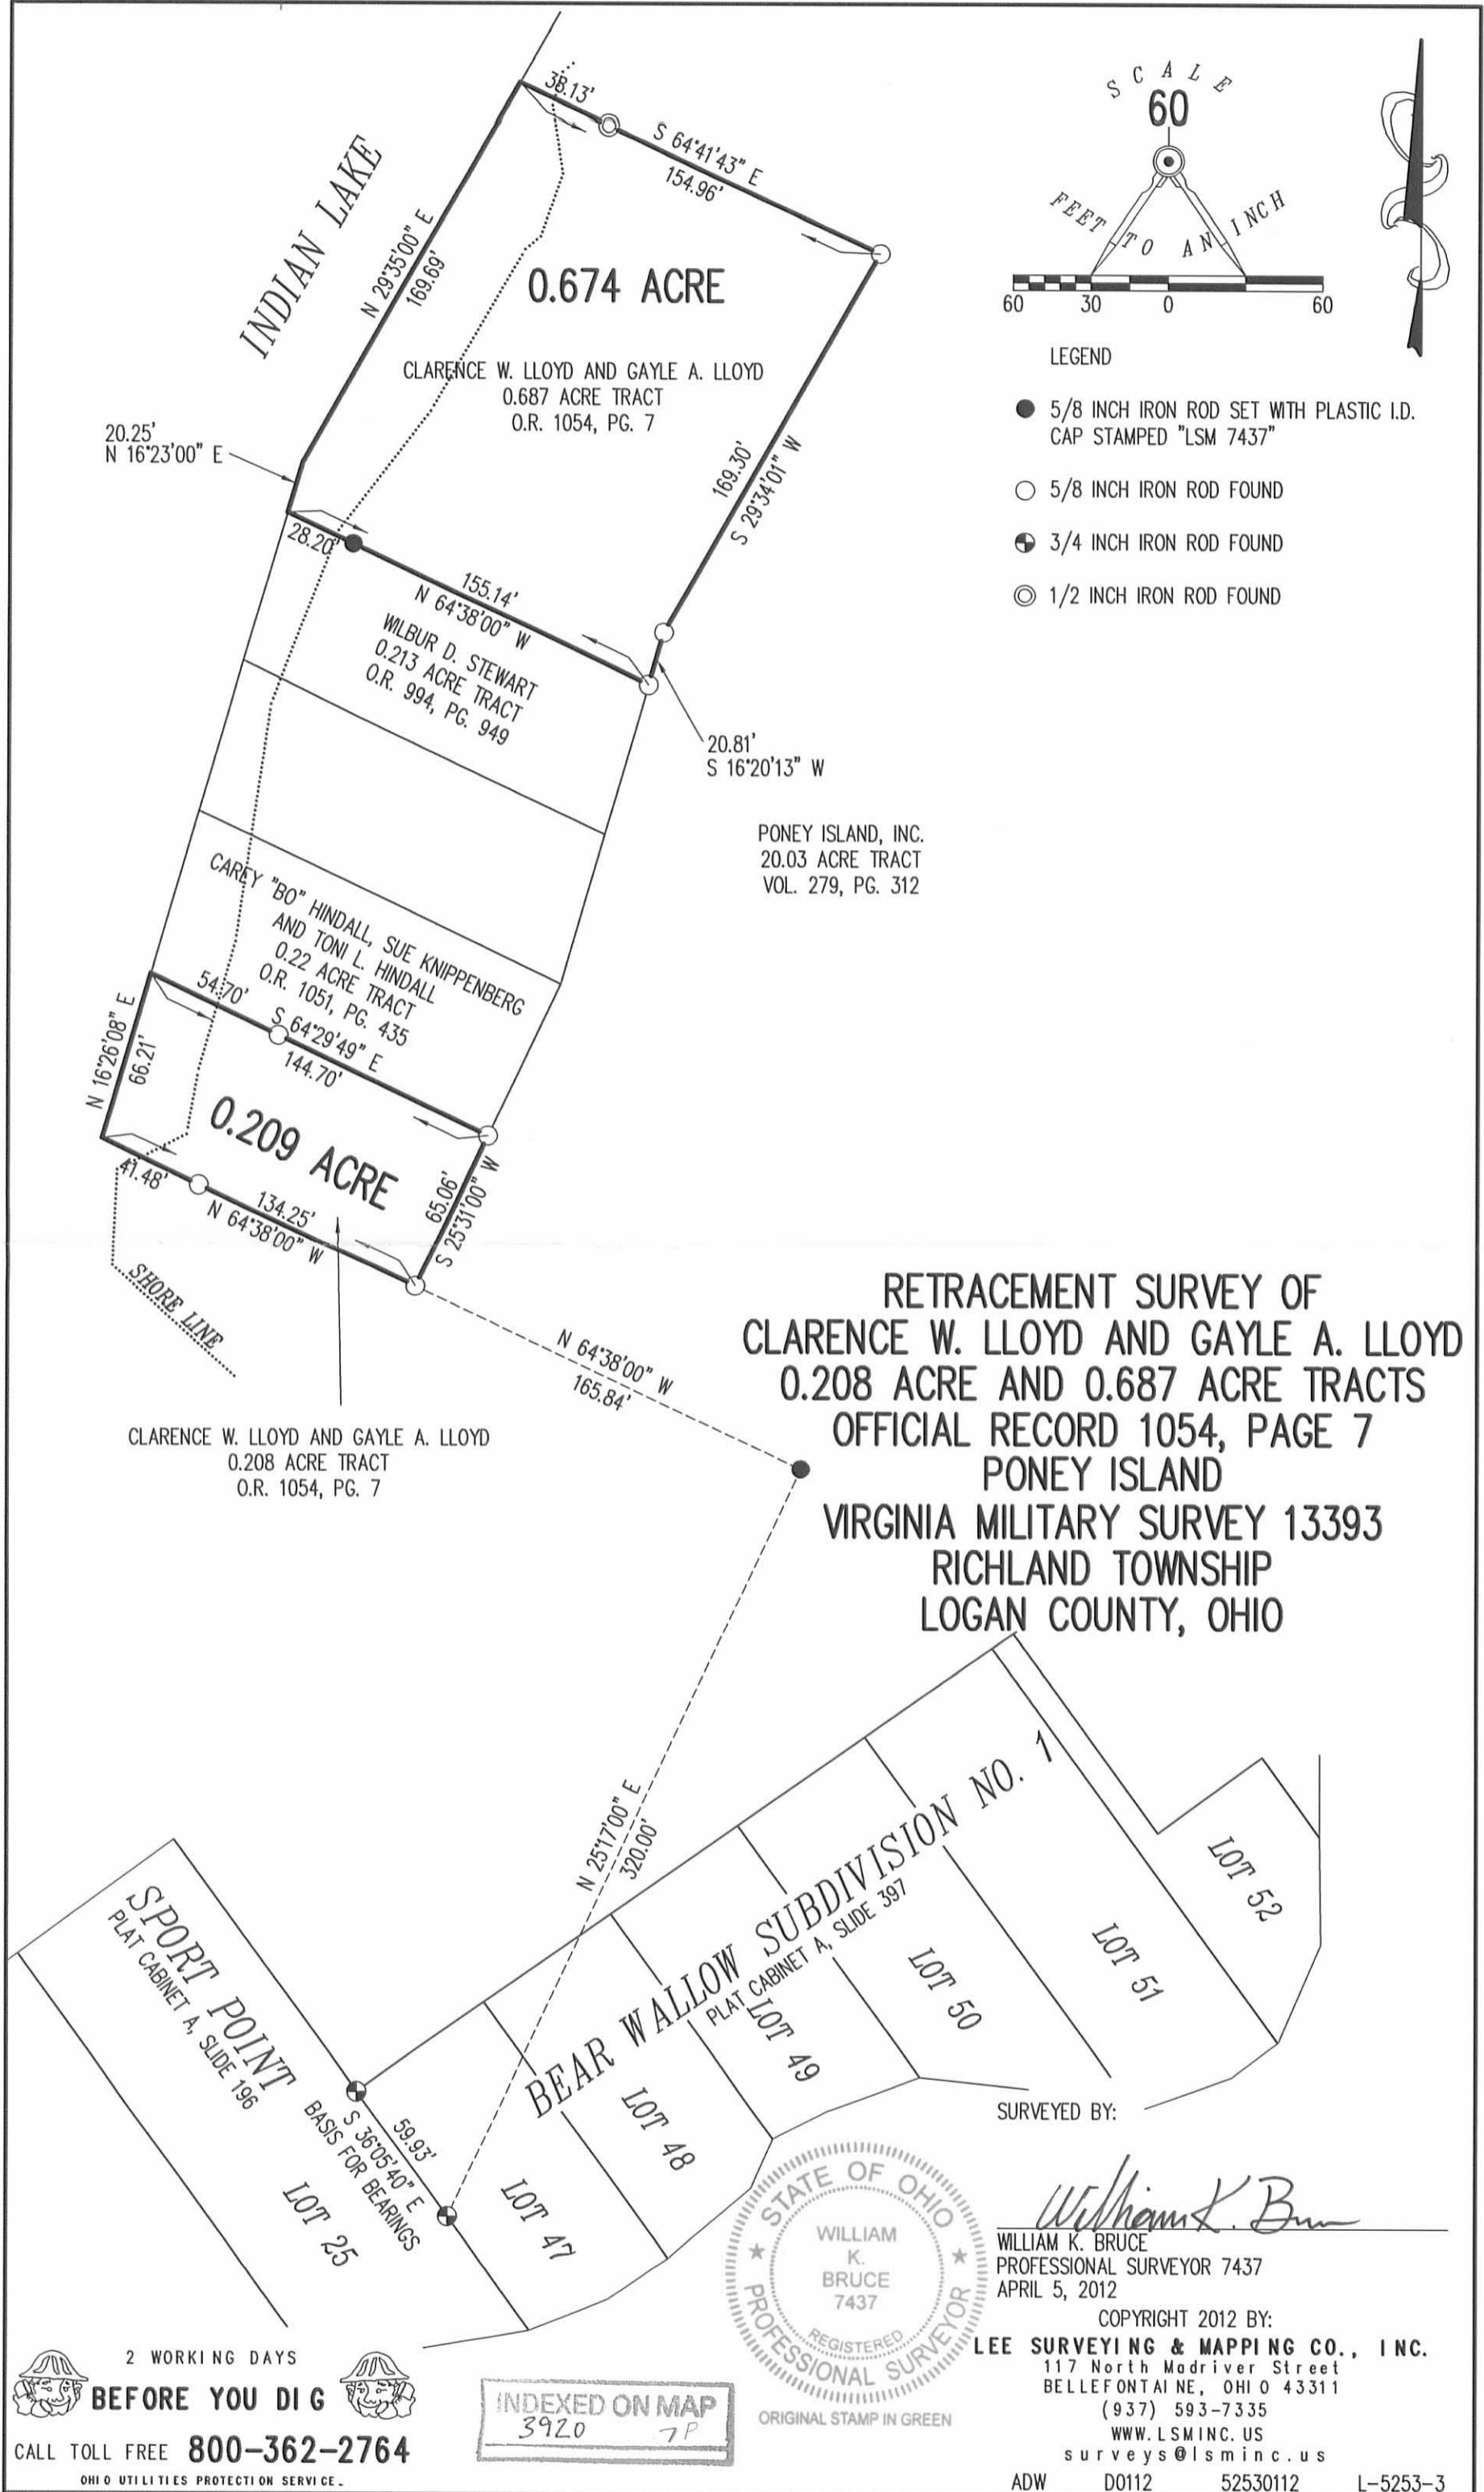 38.13'
S 64°41'43" E
154.96'
INDIAN LAKE
N 29°35'00" E
169.69'
0.674 ACRE
CLARENCE W. LLOYD AND GAYLE A. LLOYD
0.687 ACRE TRACT
O.R. 1054, PG. 7
20.25'
N 16°23'00" E
169.30'
S 29°34'01" W
28.20'
155.14'
N 64°38'00" W
WILBUR D. STEWART
0.213 ACRE TRACT
O.R. 994, PG. 949
20.81'
S 16°20'13" W
PONEY ISLAND, INC.
20.03 ACRE TRACT
VOL. 279, PG. 312
CAREY "BO" HINDALL, SUE KNIPPENBERG
AND TONI L. HINDALL
0.22 ACRE TRACT
O.R. 1051, PG. 435
54.70'
S 64°29'49" E
144.70'
N 16°26'08" E
66.21'
0.209 ACRE
65.06'
S 25°31'00" W
41.48'
134.25'
N 64°38'00" W
SHORE LINE
N 64°38'00" W
165.84'
CLARENCE W. LLOYD AND GAYLE A. LLOYD
0.208 ACRE TRACT
O.R. 1054, PG. 7
SCALE
60
FEET TO AN INCH
60 30 0 60
LEGEND
5/8 INCH IRON ROD SET WITH PLASTIC I.D.
CAP STAMPED "LSM 7437"
5/8 INCH IRON ROD FOUND
3/4 INCH IRON ROD FOUND
1/2 INCH IRON ROD FOUND
RETRACEMENT SURVEY OF
CLARENCE W. LLOYD AND GAYLE A. LLOYD
0.208 ACRE AND 0.687 ACRE TRACTS
OFFICIAL RECORD 1054, PAGE 7
PONEY ISLAND
VIRGINIA MILITARY SURVEY 13393
RICHLAND TOWNSHIP
LOGAN COUNTY, OHIO
N 25°17'00" E
320.00'
SPORT POINT
PLAT CABINET A, SLIDE 196
BEAR WALLOW SUBDIVISION NO. 1
PLAT CABINET A, SLIDE 397
LOT 52
LOT 51
LOT 50
LOT 49
LOT 48
LOT 47
LOT 25
59.93'
S 36°05'40" E
BASIS FOR BEARINGS
SURVEYED BY:
William K. Bruce
WILLIAM K. BRUCE
PROFESSIONAL SURVEYOR 7437
APRIL 5, 2012
COPYRIGHT 2012 BY:
LEE SURVEYING & MAPPING CO., INC.
117 North Madriver Street
BELLEFONTAINE, OHIO 43311
(937) 593-7335
WWW.LSMINC.US
surveys@lsminc.us
ADW D0112 52530112 L-5253-3
STATE OF OHIO
WILLIAM
K.
BRUCE
7437
REGISTERED
PROFESSIONAL SURVEYOR
ORIGINAL STAMP IN GREEN
INDEXED ON MAP
3920 7P
2 WORKING DAYS
BEFORE YOU DIG
CALL TOLL FREE 800-362-2764
OHIO UTILITIES PROTECTION SERVICE.